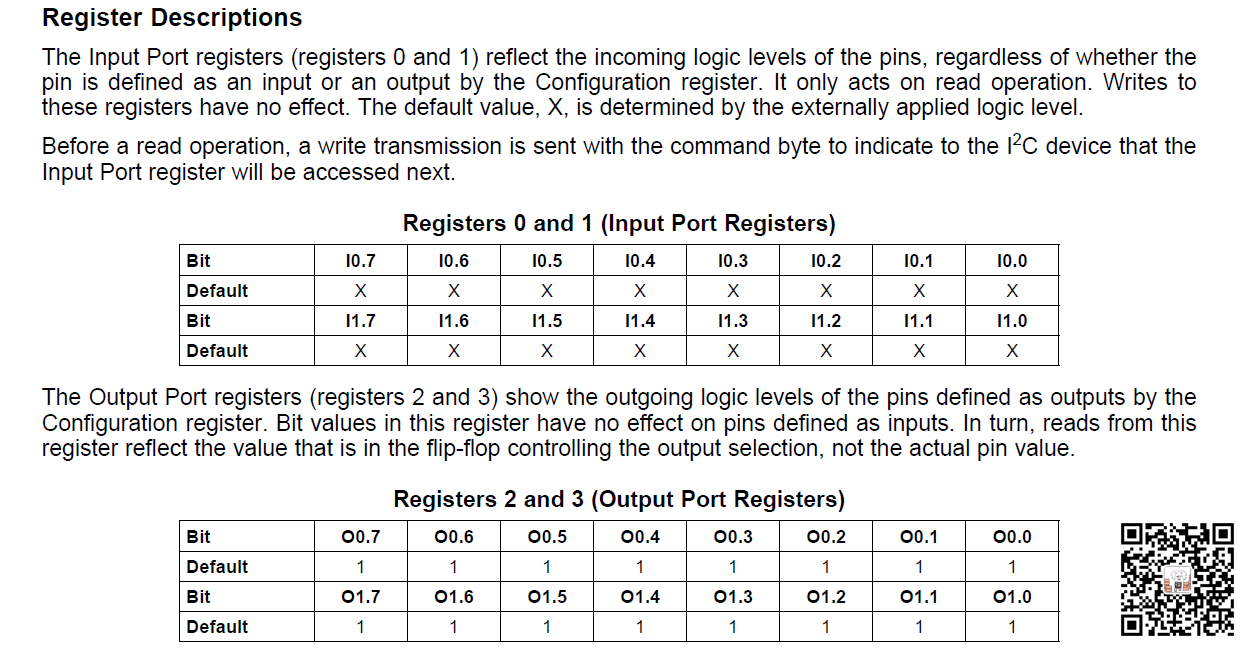 Register Descriptions
The Input Port registers (registers 0 and 1) reflect the incoming logic levels of the pins, regardless of whether the
pin is defined as an input or an output by the Configuration register. It only acts on read operation. Writes to
these registers have no effect. The default value, X, is determined by the externally applied logic level.
Before a read operation, a write transmission is sent with the command byte to indicate to the I²C device that the
Input Port register will be accessed next.
Registers 0 and 1 (Input Port Registers)
Bit I0.7 I0.6 I0.5 I0.4 I0.3 I0.2 I0.1 I0.0
Default X X X X X X X X
Bit I1.7 I1.6 I1.5 I1.4 I1.3 I1.2 I1.1 I1.0
Default X X X X X X X X
The Output Port registers (registers 2 and 3) show the outgoing logic levels of the pins defined as outputs by the
Configuration register. Bit values in this register have no effect on pins defined as inputs. In turn, reads from this
register reflect the value that is in the flip-flop controlling the output selection, not the actual pin value.
Registers 2 and 3 (Output Port Registers)
Bit O0.7 O0.6 O0.5 O0.4 O0.3 O0.2 O0.1 O0.0
Default 1 1 1 1 1 1 1 1
Bit O1.7 O1.6 O1.5 O1.4 O1.3 O1.2 O1.1 O1.0
Default 1 1 1 1 1 1 1 1